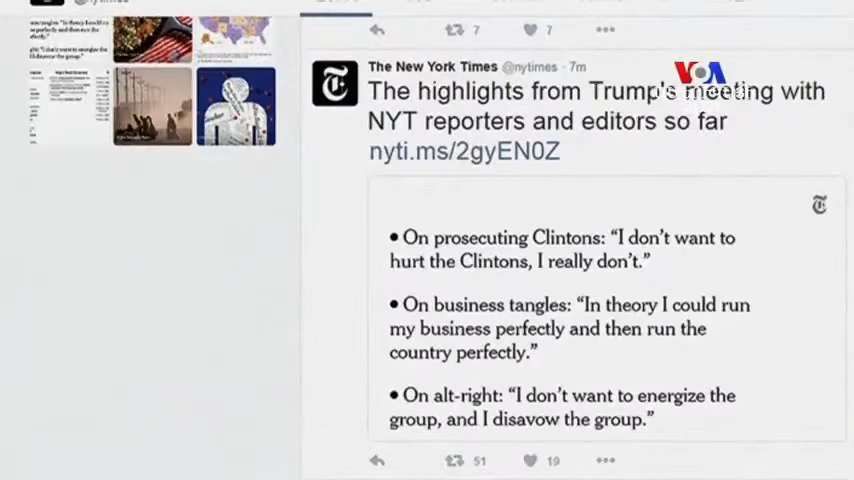 7
7
VOA
The New York Times @nytimes · 7m
The highlights from Trump's meeting with
NYT reporters and editors so far
nyti.ms/2gyEN0Z
• On prosecuting Clintons: “I don’t want to
hurt the Clintons, I really don’t.”
• On business tangles: “In theory I could run
my business perfectly and then run the
country perfectly.”
• On alt-right: “I don’t want to energize the
group, and I disavow the group.”
51
19